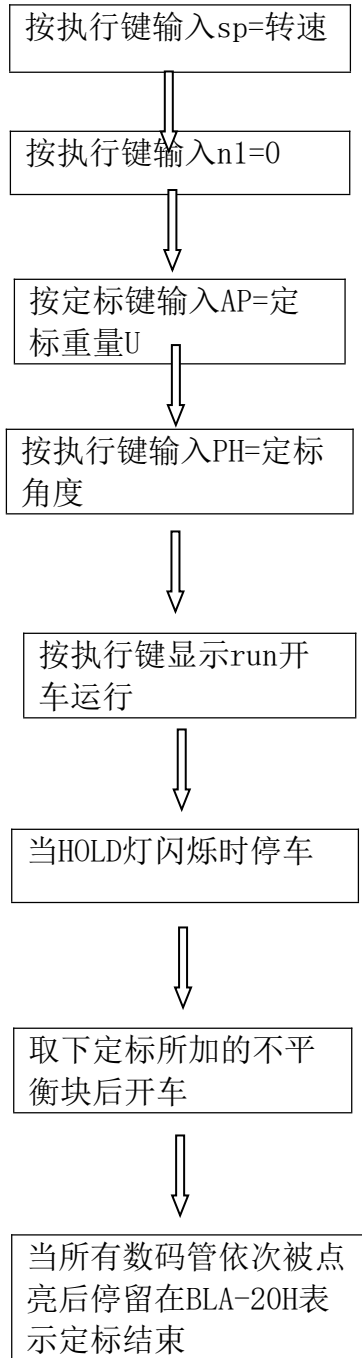 按执行键输入sp=转速
按执行键输入n1=0
按定标键输入AP=定
标重量U
按执行键输入PH=定标
角度
按执行键显示run开
车运行
当HOLD灯闪烁时停车
取下定标所加的不平
衡块后开车
当所有数码管依次被点
亮后停留在BLA-20H表
示定标结束